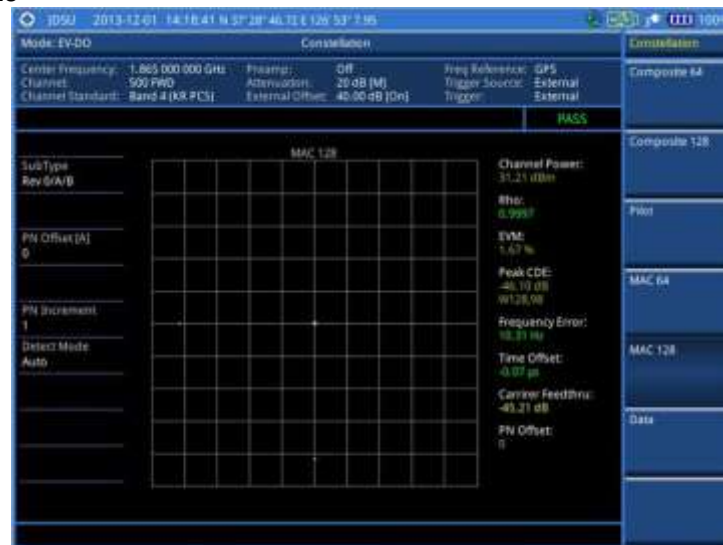 JDSU 2013-12-01 14:18:41 N 37° 28' 46.72 E 126° 53' 7.95 100%
Mode: EV-DO Constellation Constellation
Center Frequency: 1.865 000 000 GHz Preamp: Off Freq Reference: GPS
Channel: 500 FWD Attenuation: 20 dB [M] Trigger Source: External
Channel Standard: Band 4 (KR PCS) External Offset: 40.00 dB [On] Trigger: External
PASS
MAC 128
SubType
Rev 0/A/B
PN Offset [A]
0
PN Increment
1
Detect Mode
Auto
Channel Power:
31.21 dBm
Rho:
0.9997
EVM:
1.67 %
Peak CDE:
-46.10 dB
W128,98
Frequency Error:
10.31 Hz
Time Offset:
-0.07 µs
Carrier Feedthru:
-45.21 dB
PN Offset:
0
Composite 64
Composite 128
Pilot
MAC 64
MAC 128
Data